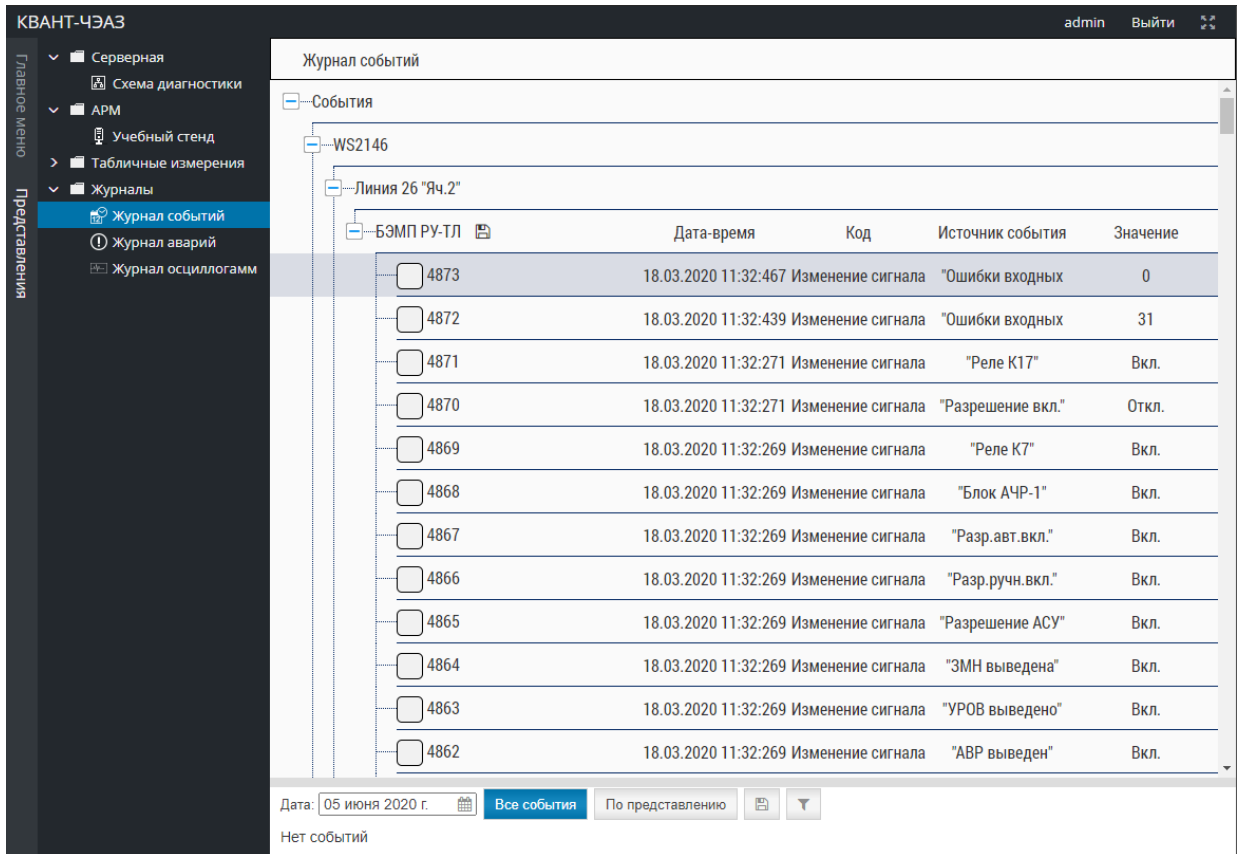 КВАНТ-ЧЭАЗ
admin Выйти
Главное меню
Представления
Серверная
Схема диагностики
АРМ
Учебный стенд
Табличные измерения
Журналы
Журнал событий
Журнал аварий
Журнал осциллогамм
Журнал событий
События
WS2146
Линия 26 "Яч.2"
БЭМП РУ-ТЛ Дата-время Код Источник события Значение
4873 18.03.2020 11:32:467 Изменение сигнала "Ошибки входных 0
4872 18.03.2020 11:32:439 Изменение сигнала "Ошибки входных 31
4871 18.03.2020 11:32:271 Изменение сигнала "Реле К17" Вкл.
4870 18.03.2020 11:32:271 Изменение сигнала "Разрешение вкл." Откл.
4869 18.03.2020 11:32:269 Изменение сигнала "Реле К7" Вкл.
4868 18.03.2020 11:32:269 Изменение сигнала "Блок АЧР-1" Вкл.
4867 18.03.2020 11:32:269 Изменение сигнала "Разр.авт.вкл." Вкл.
4866 18.03.2020 11:32:269 Изменение сигнала "Разр.ручн.вкл." Вкл.
4865 18.03.2020 11:32:269 Изменение сигнала "Разрешение АСУ" Вкл.
4864 18.03.2020 11:32:269 Изменение сигнала "ЗМН выведена" Вкл.
4863 18.03.2020 11:32:269 Изменение сигнала "УРОВ выведено" Вкл.
4862 18.03.2020 11:32:269 Изменение сигнала "АВР выведен" Вкл.
Дата: 05 июня 2020 г. Все события По представлению
Нет событий